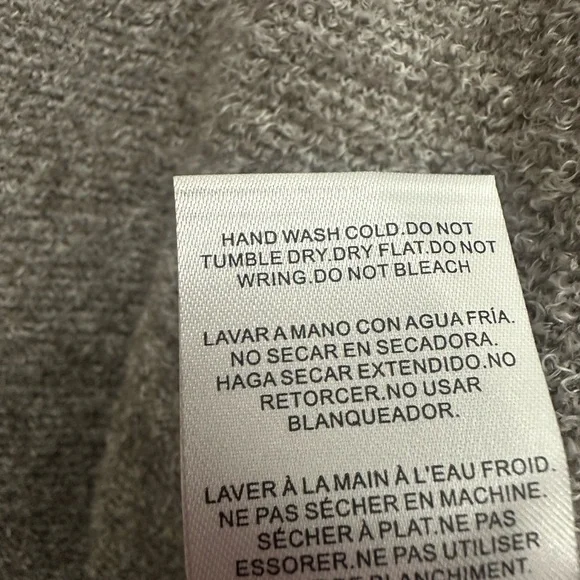 HAND WASH COLD.DO NOT
TUMBLE DRY.DRY FLAT.DO NOT
WRING.DO NOT BLEACH
LAVAR A MANO CON AGUA FRÍA.
NO SECAR EN SECADORA.
HAGA SECAR EXTENDIDO.NO
RETORCER.NO USAR
BLANQUEADOR.
LAVER À LA MAIN À L'EAU FROID.
NE PAS SÉCHER EN MACHINE.
SÉCHER À PLAT.NE PAS
ESSORER.NE PAS UTILISER
BLANCHIMENT.